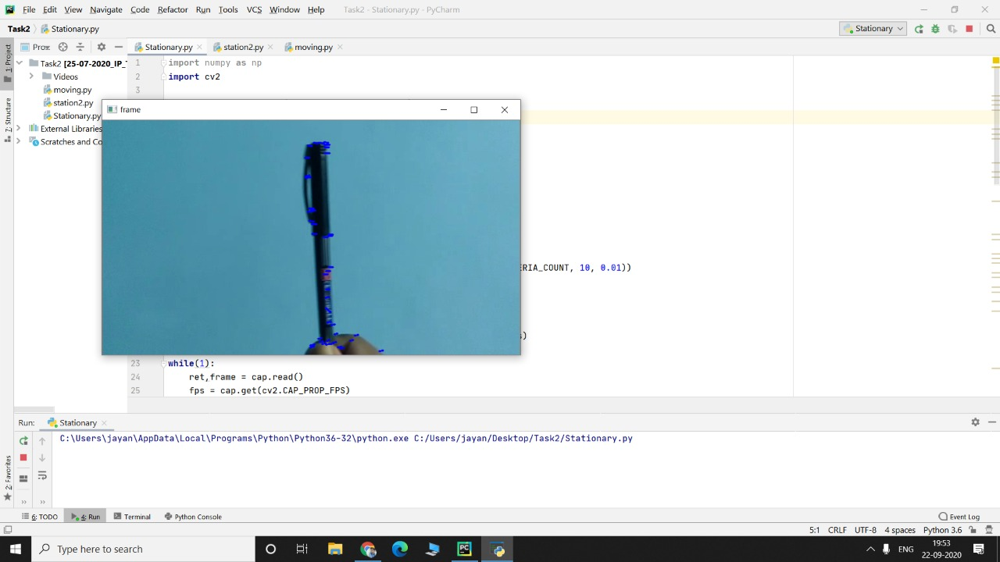 File Edit View Navigate Code Refactor Run Tools VCS Window Help Task2 - Stationary.py - PyCharm
Task2 Stationary.py Stationary
1: Project
7: Structure
2: Favorites
Task2 [25-07-2020_IP_
Videos
moving.py
station2.py
Stationary.py
External Libraries
Scratches and Co
Stationary.py station2.py moving.py
1 import numpy as np
2 import cv2
3
frame
RIA_COUNT, 10, 0.01))
23 while(1):
24 ret,frame = cap.read()
25 fps = cap.get(cv2.CAP_PROP_FPS)
Run: Stationary
C:\Users\jayan\AppData\Local\Programs\Python\Python36-32\python.exe C:/Users/jayan/Desktop/Task2/Stationary.py
6: TODO 4: Run Terminal Python Console Event Log
5:1 CRLF UTF-8 4 spaces Python 3.6
Type here to search
ENG
19:53
22-09-2020